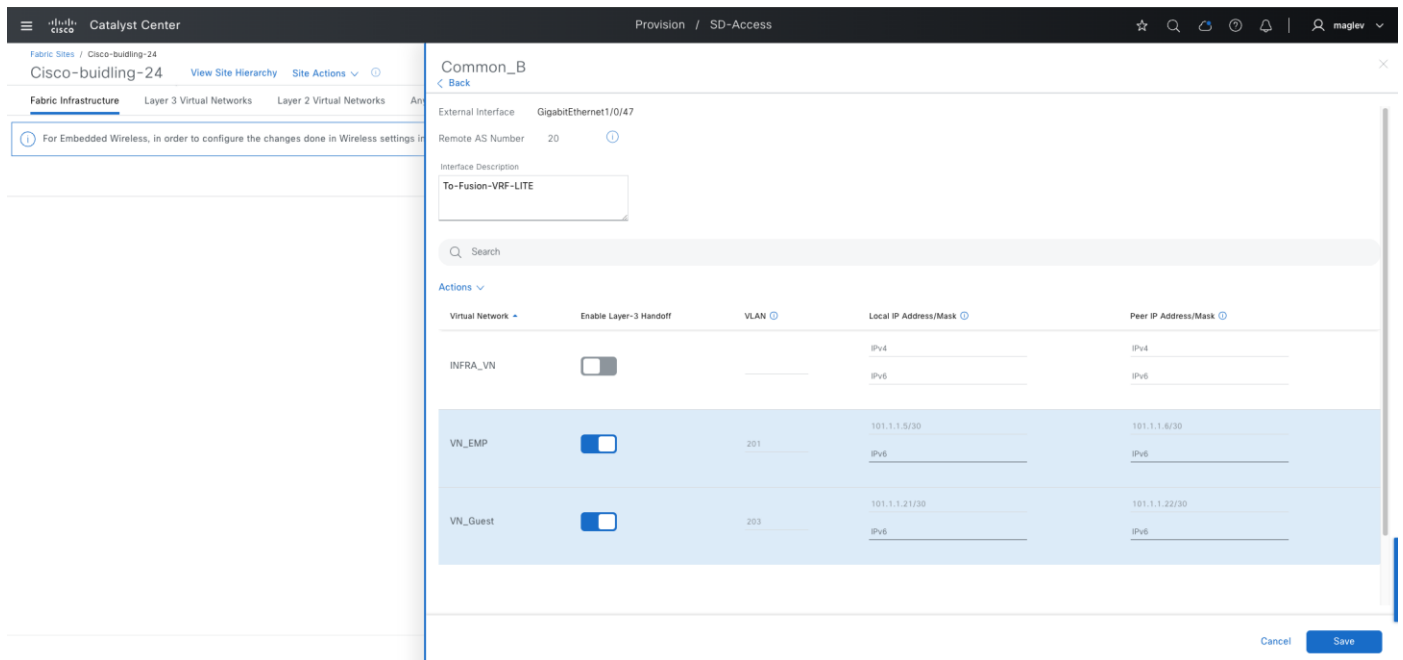 cisco Catalyst Center
Provision / SD-Access
maglev
Fabric Sites / Cisco-buidling-24
Cisco-buidling-24 View Site Hierarchy Site Actions
Fabric Infrastructure Layer 3 Virtual Networks Layer 2 Virtual Networks An
For Embedded Wireless, in order to configure the changes done in Wireless settings in
Common_B
Back
External Interface GigabitEthernet1/0/47
Remote AS Number 20
Interface Description
To-Fusion-VRF-LITE
Search
Actions
Virtual Network Enable Layer-3 Handoff VLAN Local IP Address/Mask Peer IP Address/Mask
INFRA_VN
IPv4 IPv4
IPv6 IPv6
VN_EMP 201
101.1.1.5/30 101.1.1.6/30
IPv6 IPv6
VN_Guest 203
101.1.1.21/30 101.1.1.22/30
IPv6 IPv6
Cancel Save